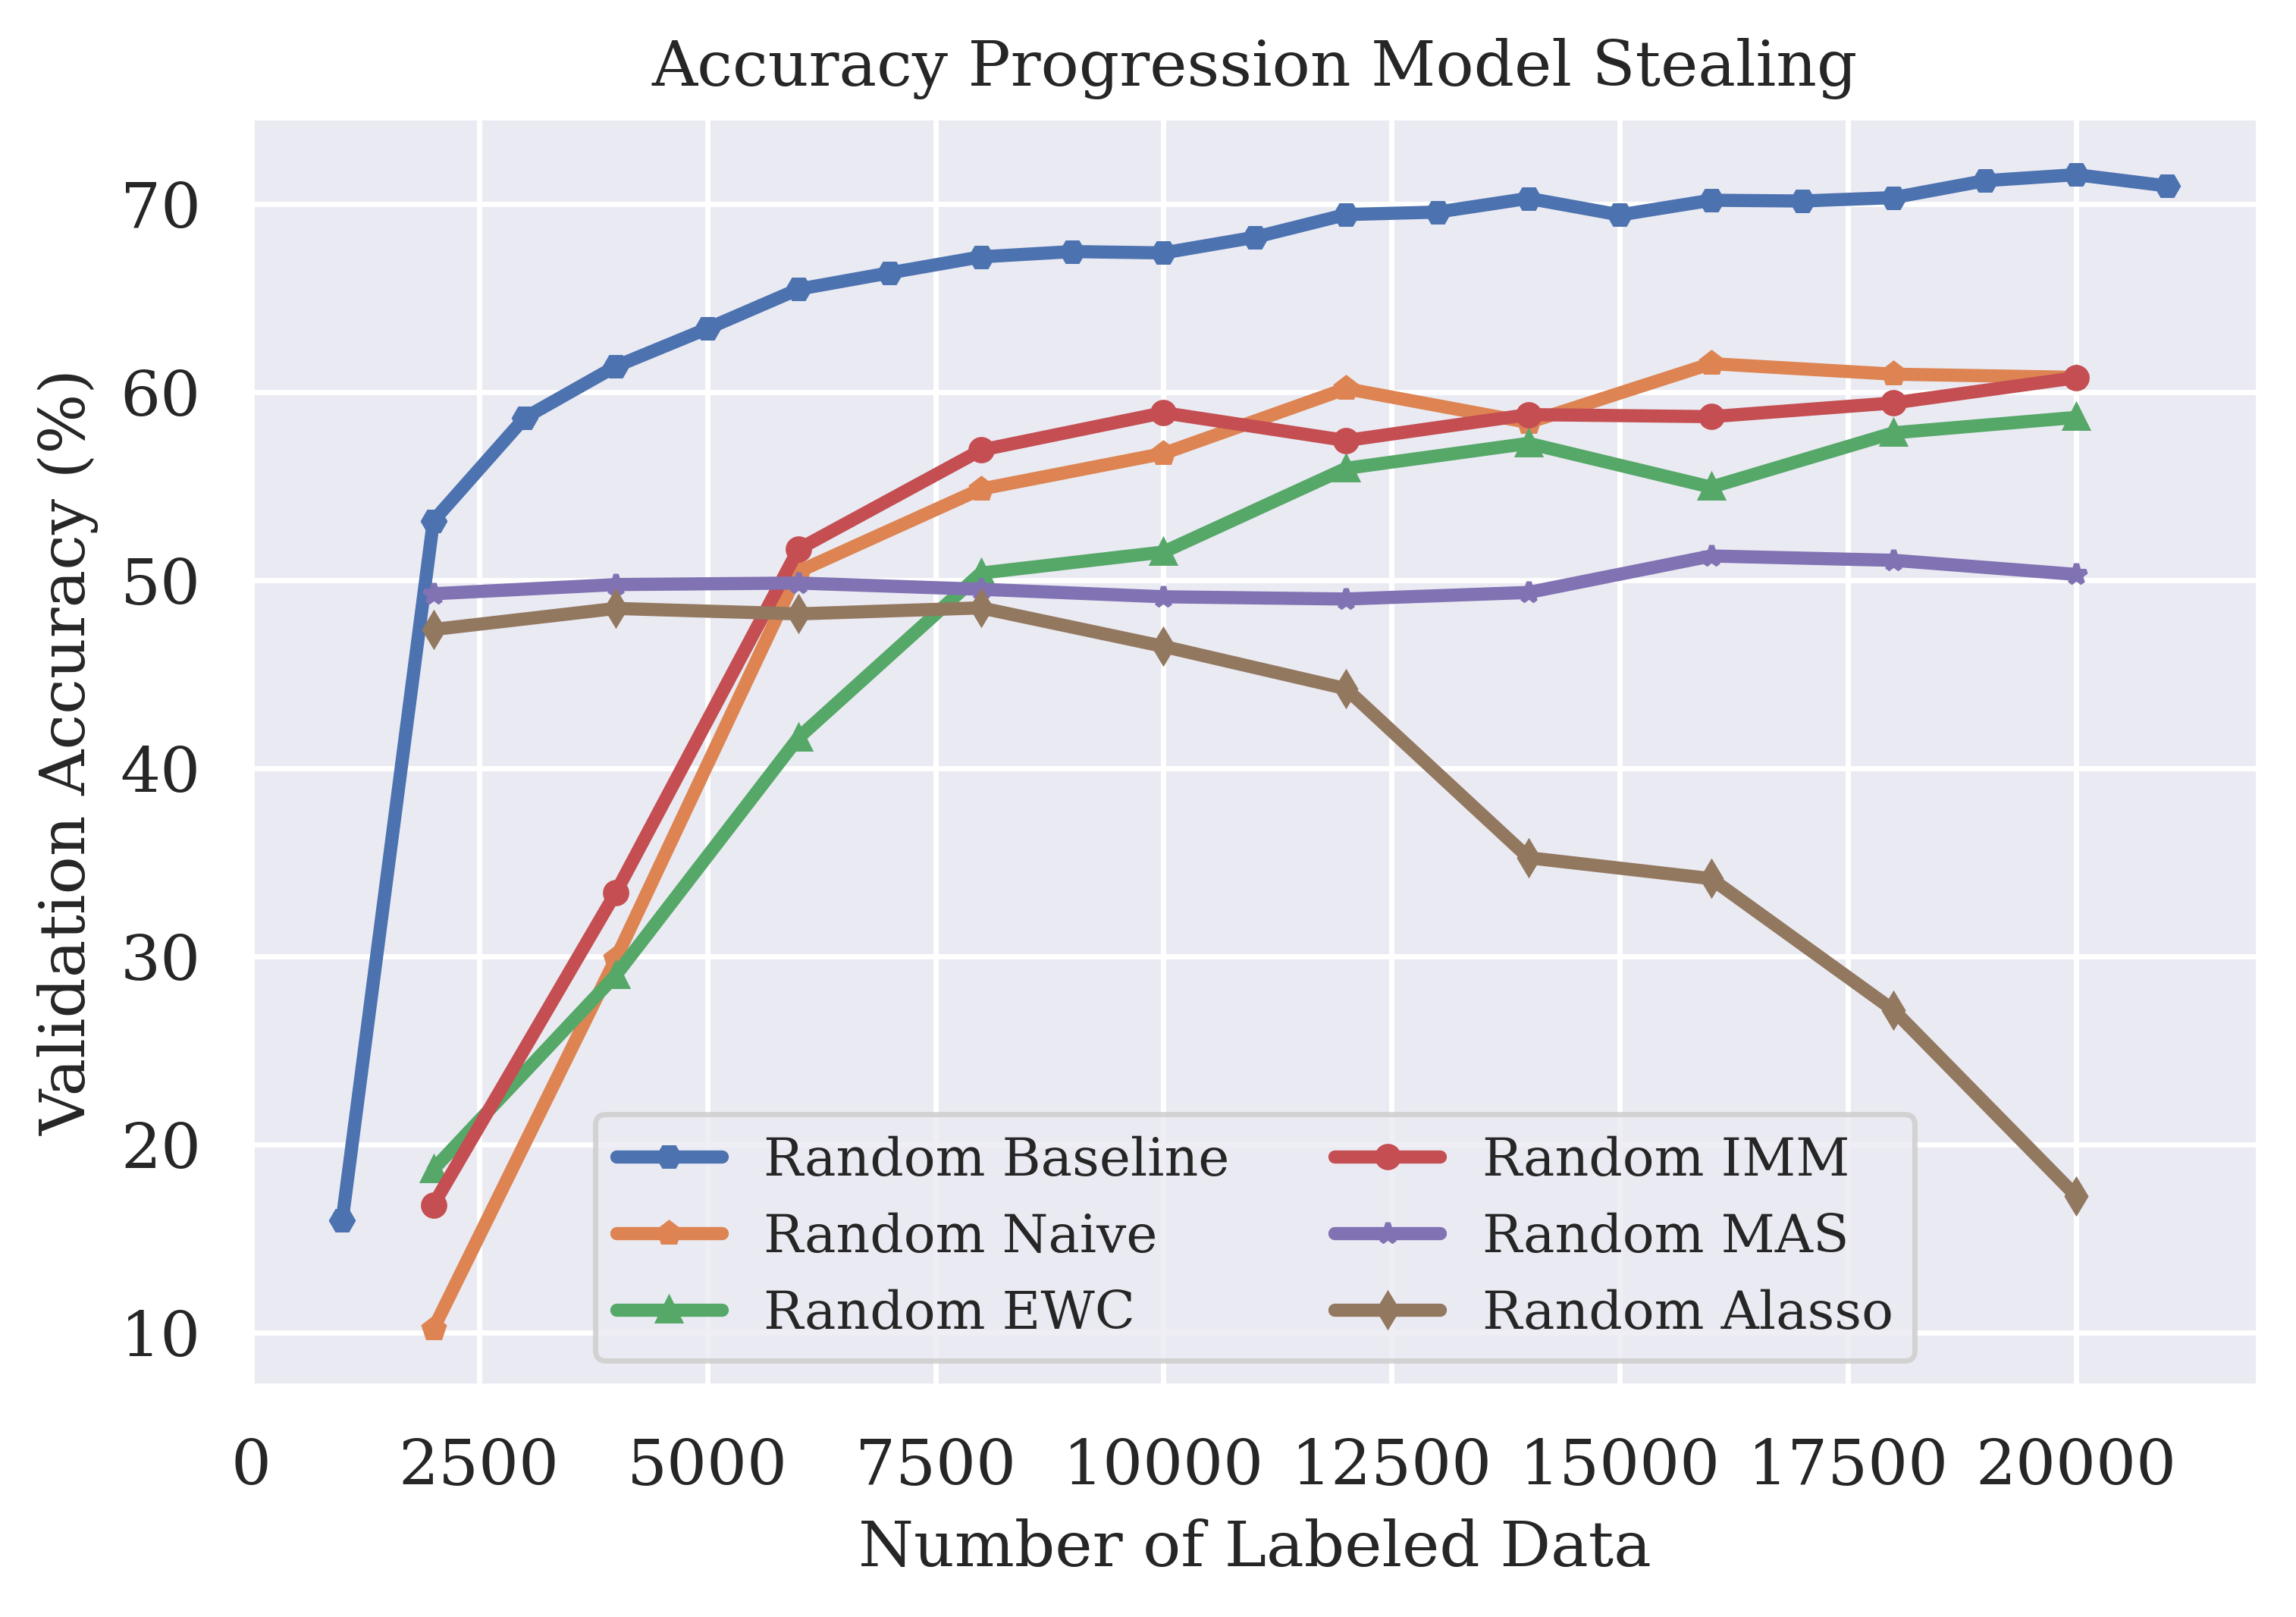 Accuracy Progression Model Stealing
Validation Accuracy (%)
70
60
50
40
30
20
10
Random Baseline
Random Naive
Random EWC
Random IMM
Random MAS
Random Alasso
0 2500 5000 7500 10000 12500 15000 17500 20000
Number of Labeled Data